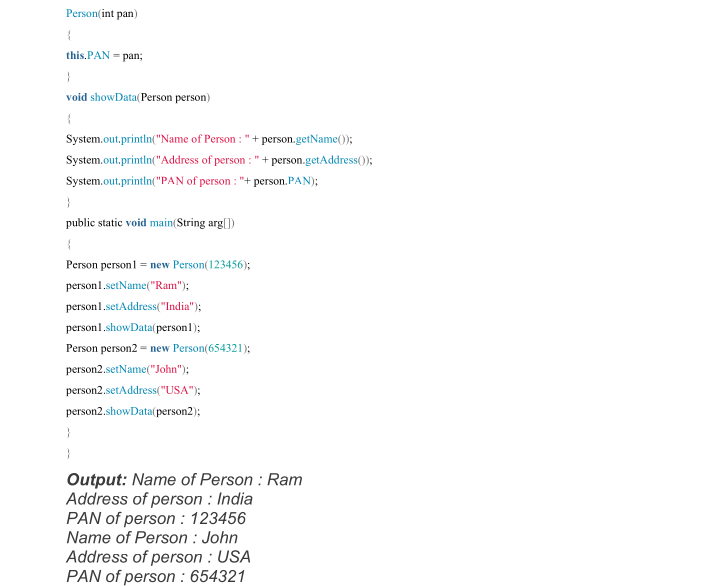 Person(int pan)
{
this.PAN = pan;
}
void showData(Person person)
{
System.out.println("Name of Person : " + person.getName());
System.out.println("Address of person : " + person.getAddress());
System.out.println("PAN of person : "+ person.PAN);
}
public static void main(String arg[])
{
Person person1 = new Person(123456);
person1.setName("Ram");
person1.setAddress("India");
person1.showData(person1);
Person person2 = new Person(654321);
person2.setName("John");
person2.setAddress("USA");
person2.showData(person2);
}
}
Output: Name of Person : Ram
Address of person : India
PAN of person : 123456
Name of Person : John
Address of person : USA
PAN of person : 654321